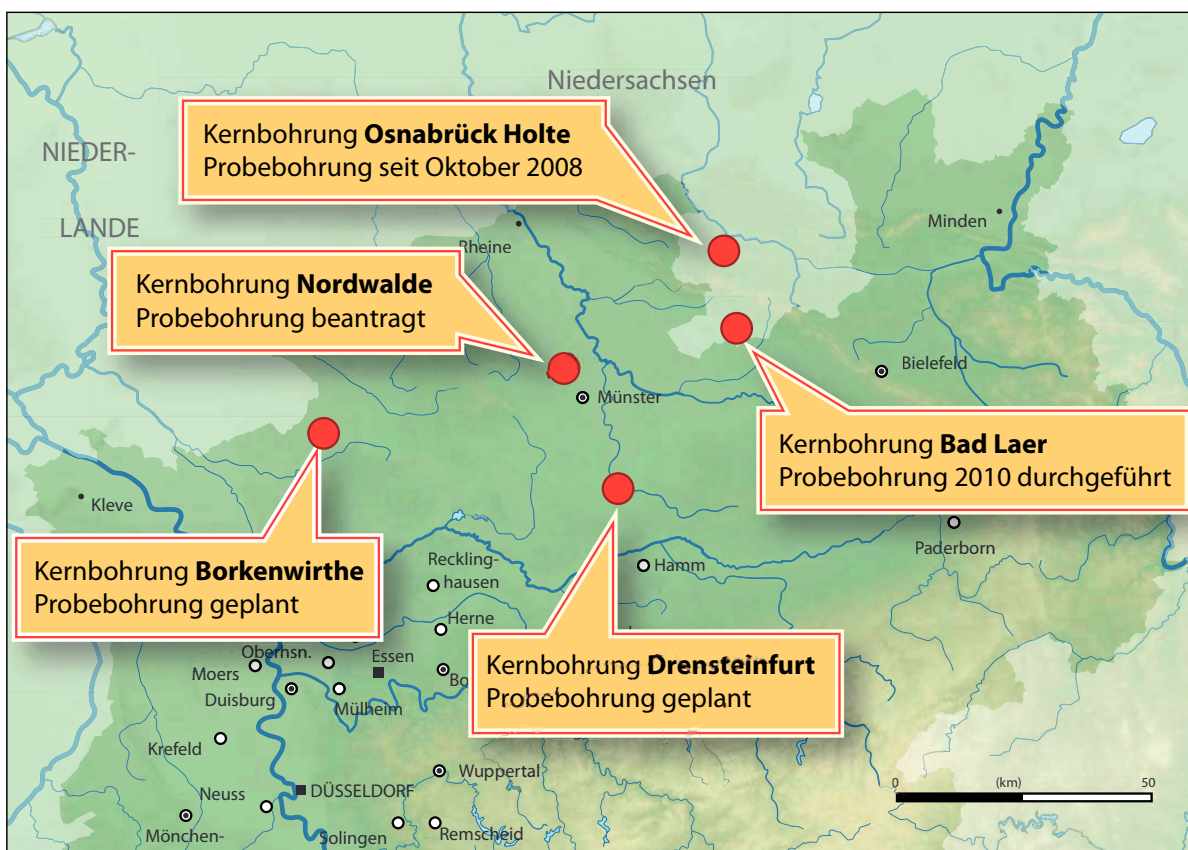 Niedersachsen
Kernbohrung Osnabrück Holte
Probebohrung seit Oktober 2008
NIEDER-
LANDE
Minden
Rheine
Kernbohrung Nordwalde
Probebohrung beantragt
Bielefeld
Münster
Kernbohrung Bad Laer
Probebohrung 2010 durchgeführt
Kleve
Paderborn
Reckling-
hausen
Hamm
Kernbohrung Borkenwirthe
Probebohrung geplant
Herne
Oberhsn.
Essen
Kernbohrung Drensteinfurt
Probebohrung geplant
Moers
Duisburg
Mülheim
Krefeld
Wuppertal
0 (km) 50
Neuss
DÜSSELDORF
Mönchen-
Solingen
Remscheid